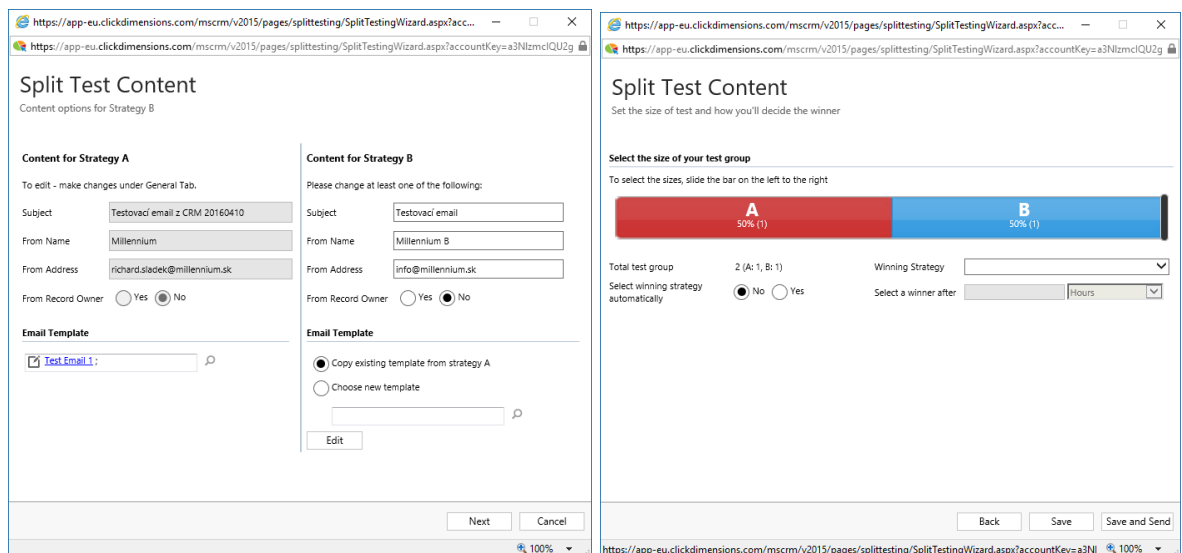 https://app-eu.clickdimensions.com/mscrm/v2015/pages/splittesting/SplitTestingWizard.aspx?acc...
https://app-eu.clickdimensions.com/mscrm/v2015/pages/splittesting/SplitTestingWizard.aspx?accountKey=a3NIzmclQU2g
Split Test Content
Content options for Strategy B
Content for Strategy A
To edit - make changes under General Tab.
Subject Testovací email z CRM 20160410
From Name Millennium
From Address richard.sladek@millennium.sk
From Record Owner Yes No
Email Template
Test Email 1 ;
Content for Strategy B
Please change at least one of the following:
Subject Testovací email
From Name Millennium B
From Address info@millennium.sk
From Record Owner Yes No
Email Template
Copy existing template from strategy A
Choose new template
Edit
Next Cancel
100%
https://app-eu.clickdimensions.com/mscrm/v2015/pages/splittesting/SplitTestingWizard.aspx?acc...
https://app-eu.clickdimensions.com/mscrm/v2015/pages/splittesting/SplitTestingWizard.aspx?accountKey=a3NIzmclQU2g
Split Test Content
Set the size of test and how you'll decide the winner
Select the size of your test group
To select the sizes, slide the bar on the left to the right
A B
50% (1) 50% (1)
Total test group 2 (A: 1, B: 1) Winning Strategy
Select winning strategy
automatically No Yes Select a winner after Hours
Back Save Save and Send
https://app-eu.clickdimensions.com/mscrm/v2015/pages/splittesting/SplitTestingWizard.aspx?accountKey=a3NI 100%